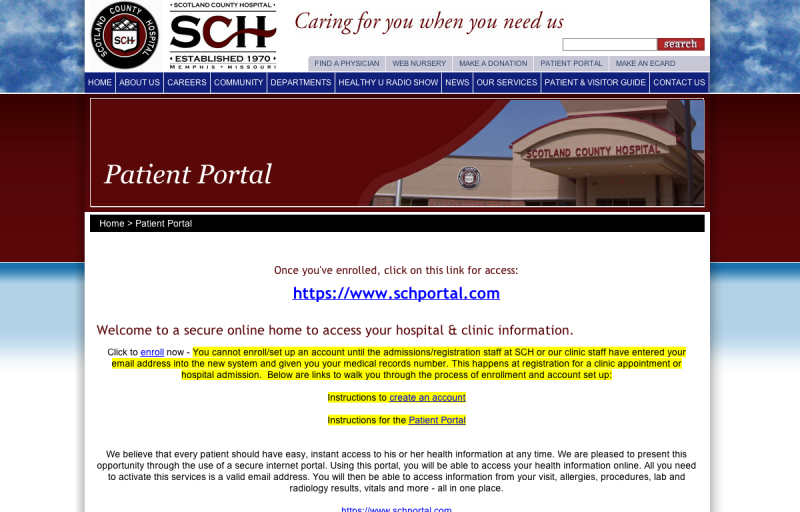 SCOTLAND COUNTY HOSPITAL
SCH
• SCOTLAND COUNTY HOSPITAL •
SCH
• ESTABLISHED 1970 •
MEMPHIS • MISSOURI
Caring for you when you need us
search
FIND A PHYSICIAN WEB NURSERY MAKE A DONATION PATIENT PORTAL MAKE AN ECARD
HOME ABOUT US CAREERS COMMUNITY DEPARTMENTS HEALTHY U RADIO SHOW NEWS OUR SERVICES PATIENT & VISITOR GUIDE CONTACT US
SCOTLAND COUNTY HOSPITAL
Patient Portal
Home > Patient Portal
Once you've enrolled, click on this link for access:
https://www.schportal.com
Welcome to a secure online home to access your hospital & clinic information.
Click to enroll now - You cannot enroll/set up an account until the admissions/registration staff at SCH or our clinic staff have entered your
email address into the new system and given you your medical records number. This happens at registration for a clinic appointment or
hospital admission. Below are links to walk you through the process of enrollment and account set up:
Instructions to create an account
Instructions for the Patient Portal
We believe that every patient should have easy, instant access to his or her health information at any time. We are pleased to present this
opportunity through the use of a secure internet portal. Using this portal, you will be able to access your health information online. All you need
to activate this services is a valid email address. You will then be able to access information from your visit, allergies, procedures, lab and
radiology results, vitals and more - all in one place.
https://www.schportal.com